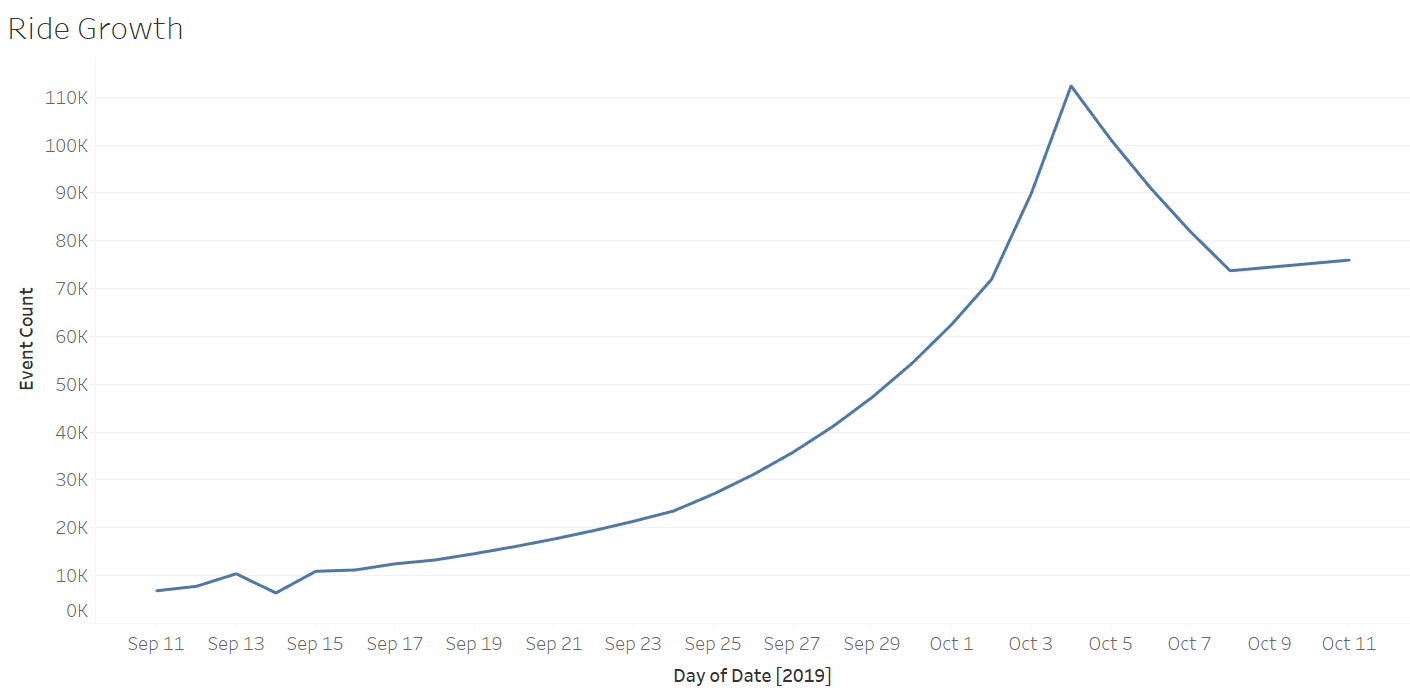 Ride Growth
110K
100K
90K
80K
70K
60K
50K
40K
30K
20K
10K
0K
Event Count
Sep 11 Sep 13 Sep 15 Sep 17 Sep 19 Sep 21 Sep 23 Sep 25 Sep 27 Sep 29 Oct 1 Oct 3 Oct 5 Oct 7 Oct 9 Oct 11
Day of Date [2019]